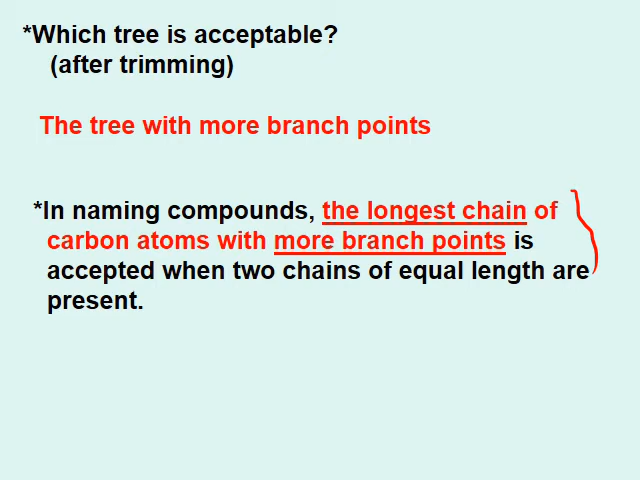 *Which tree is acceptable?
(after trimming)
The tree with more branch points
*In naming compounds, the longest chain of
carbon atoms with more branch points is
accepted when two chains of equal length are
present.